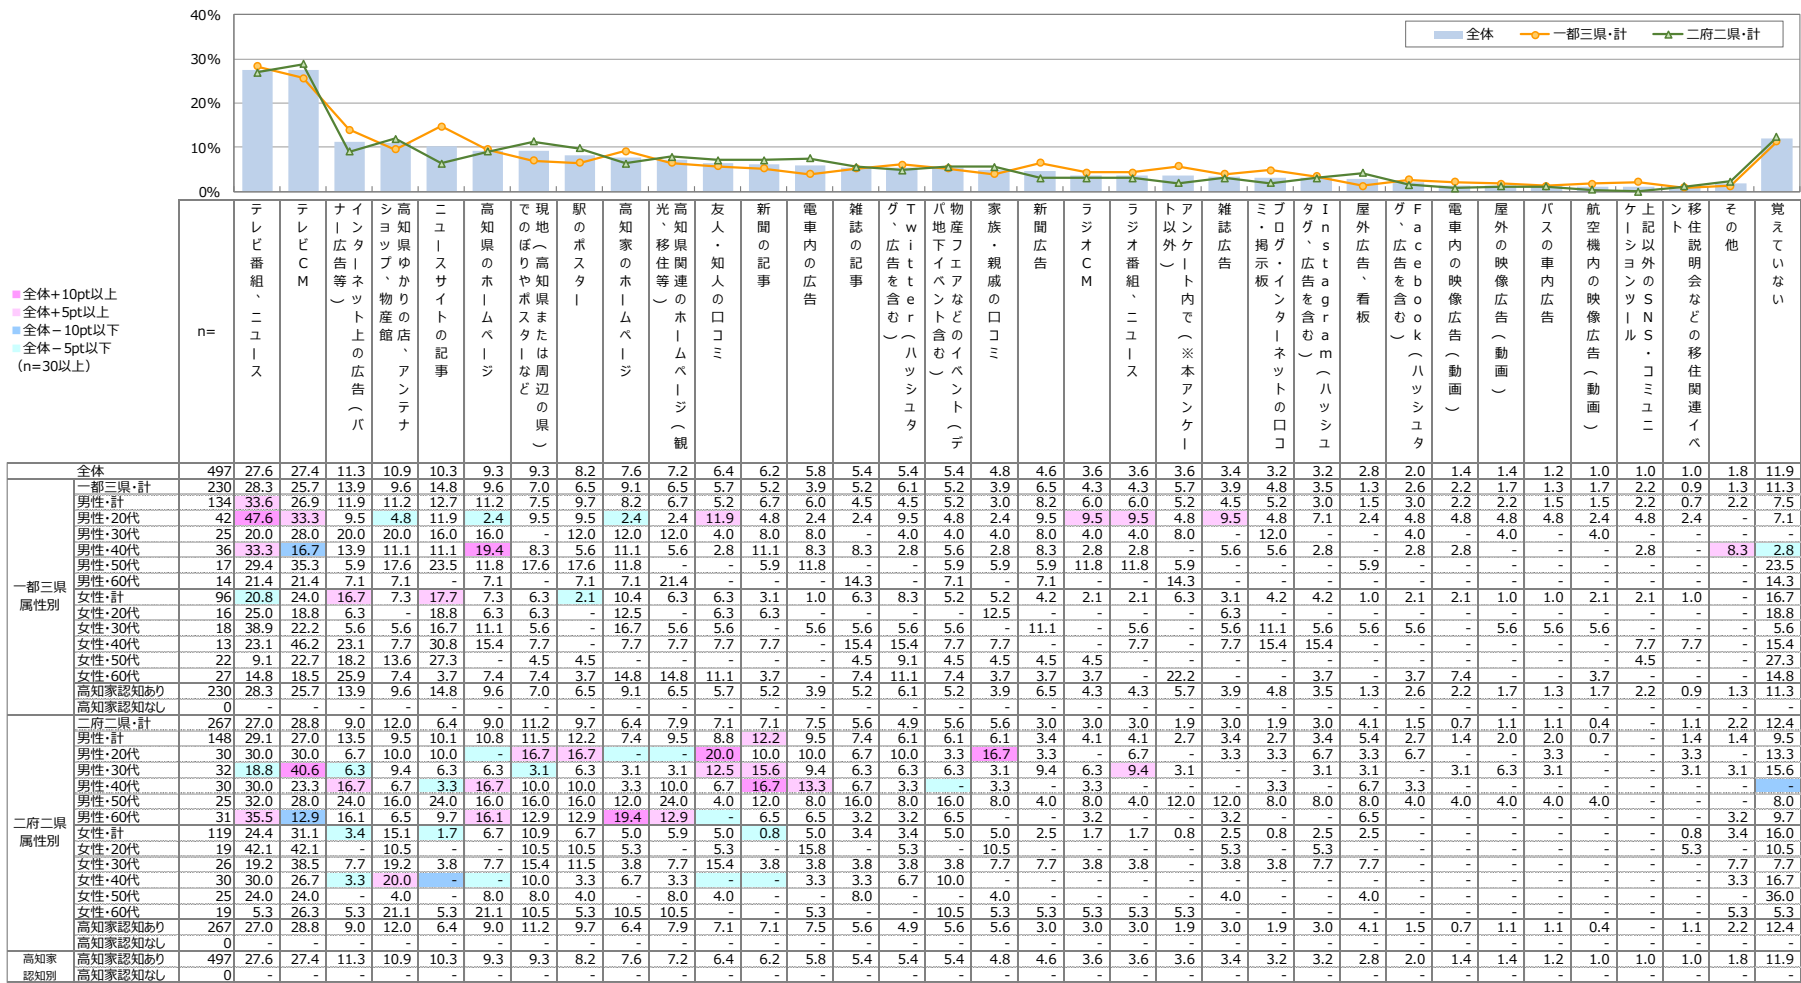 40%
30%
20%
10%
0%
全体 一都三県・計 二府二県・計
全体+10pt以上
全体+5pt以上
全体－10pt以下
全体－5pt以下
(n=30以上)
n=
テレビ番組、ニュース
テレビCM
インターネット上の広告（バナー広告等）
高知県ゆかりの店、アンテナショップ、物産館
ニュースサイトの記事
高知県のホームページ
現地（高知県または周辺の県）でのぼりやポスターなど
駅のポスター
高知家のホームページ
高知県関連のホームページ（観光、移住等）
友人・知人の口コミ
新聞の記事
電車内の広告
雑誌の記事
Twitter（ハッシュタグ、広告を含む）
物産フェアなどのイベント（デパ地下イベント含む）
家族・親戚の口コミ
新聞広告
ラジオCM
ラジオ番組、ニュース
アンケート内で（※本アンケート以外）
雑誌広告
ブログ・インターネットの口コミ・掲示板
Instagram（ハッシュタグ、広告を含む）
屋外広告、看板
Facebook（ハッシュタグ、広告を含む）
電車内の映像広告（動画）
屋外の映像広告（動画）
バスの車内広告
航空機内の映像広告（動画）
上記以外のSNS・コミュニケーションツール
移住説明会などの移住関連イベント
その他
覚えていない
全体 497 27.6 27.4 11.3 10.9 10.3 9.3 9.3 8.2 7.6 7.2 6.4 6.2 5.8 5.4 5.4 5.4 4.8 4.6 3.6 3.6 3.6 3.4 3.2 3.2 2.8 2.0 1.4 1.4 1.2 1.0 1.0 1.0 1.8 11.9
一都三県属性別
一都三県・計 230 28.3 25.7 13.9 9.6 14.8 9.6 7.0 6.5 9.1 6.5 5.7 5.2 3.9 5.2 6.1 5.2 3.9 6.5 4.3 4.3 5.7 3.9 4.8 3.5 1.3 2.6 2.2 1.7 1.3 1.7 2.2 0.9 1.3 11.3
男性・計 134 33.6 26.9 11.9 11.2 12.7 11.2 7.5 9.7 8.2 6.7 5.2 6.7 6.0 4.5 4.5 5.2 3.0 8.2 6.0 6.0 5.2 4.5 5.2 3.0 1.5 3.0 2.2 2.2 1.5 1.5 2.2 0.7 2.2 7.5
男性・20代 42 47.6 33.3 9.5 4.8 11.9 2.4 9.5 9.5 2.4 2.4 11.9 4.8 2.4 2.4 9.5 4.8 2.4 9.5 9.5 9.5 4.8 9.5 4.8 7.1 2.4 4.8 4.8 4.8 4.8 2.4 4.8 2.4 - 7.1
男性・30代 25 20.0 28.0 20.0 20.0 16.0 16.0 - 12.0 12.0 12.0 4.0 8.0 8.0 - 4.0 4.0 4.0 8.0 4.0 4.0 8.0 - 12.0 - - 4.0 - 4.0 - 4.0 - - - -
男性・40代 36 33.3 16.7 13.9 11.1 11.1 19.4 8.3 5.6 11.1 5.6 2.8 11.1 8.3 8.3 2.8 5.6 2.8 8.3 2.8 2.8 - 5.6 5.6 2.8 - 2.8 2.8 - - - 2.8 - 8.3 2.8
男性・50代 17 29.4 35.3 5.9 17.6 23.5 11.8 17.6 17.6 11.8 - - 5.9 11.8 - - 5.9 5.9 5.9 11.8 11.8 5.9 - - - 5.9 - - - - - - - - 23.5
男性・60代 14 21.4 21.4 7.1 7.1 - 7.1 - 7.1 7.1 21.4 - - - 14.3 - 7.1 - 7.1 - - 14.3 - - - - - - - - - - - - 14.3
女性・計 96 20.8 24.0 16.7 7.3 17.7 7.3 6.3 2.1 10.4 6.3 6.3 3.1 1.0 6.3 8.3 5.2 5.2 4.2 2.1 2.1 6.3 3.1 4.2 4.2 1.0 2.1 2.1 1.0 1.0 2.1 2.1 1.0 - 16.7
女性・20代 16 25.0 18.8 6.3 - 18.8 6.3 6.3 - 12.5 - 6.3 6.3 - - - - 12.5 - - - - 6.3 - - - - - - - - - - - 18.8
女性・30代 18 38.9 22.2 5.6 5.6 16.7 11.1 5.6 - 16.7 5.6 5.6 - 5.6 5.6 5.6 5.6 - 11.1 - 5.6 - 5.6 11.1 5.6 5.6 5.6 - 5.6 5.6 5.6 - - - 5.6
女性・40代 13 23.1 46.2 23.1 7.7 30.8 15.4 7.7 - 7.7 7.7 7.7 7.7 - 15.4 15.4 7.7 7.7 - - 7.7 - 7.7 15.4 15.4 - - - - - - 7.7 7.7 - 15.4
女性・50代 22 9.1 22.7 18.2 13.6 27.3 - 4.5 4.5 - - - - - 4.5 9.1 4.5 4.5 4.5 4.5 - - - - - - - - - - - 4.5 - - 27.3
女性・60代 27 14.8 18.5 25.9 7.4 3.7 7.4 7.4 3.7 14.8 14.8 11.1 3.7 - 7.4 11.1 7.4 3.7 3.7 3.7 - 22.2 - - 3.7 - 3.7 7.4 - - 3.7 - - - 14.8
高知家認知あり 230 28.3 25.7 13.9 9.6 14.8 9.6 7.0 6.5 9.1 6.5 5.7 5.2 3.9 5.2 6.1 5.2 3.9 6.5 4.3 4.3 5.7 3.9 4.8 3.5 1.3 2.6 2.2 1.7 1.3 1.7 2.2 0.9 1.3 11.3
高知家認知なし 0 - - - - - - - - - - - - - - - - - - - - - - - - - - - - - - - - - -
二府二県属性別
二府二県・計 267 27.0 28.8 9.0 12.0 6.4 9.0 11.2 9.7 6.4 7.9 7.1 7.1 7.5 5.6 4.9 5.6 5.6 3.0 3.0 3.0 1.9 3.0 1.9 3.0 4.1 1.5 0.7 1.1 1.1 0.4 - 1.1 2.2 12.4
男性・計 148 29.1 27.0 13.5 9.5 10.1 10.8 11.5 12.2 7.4 9.5 8.8 12.2 9.5 7.4 6.1 6.1 6.1 3.4 4.1 4.1 2.7 3.4 2.7 3.4 5.4 2.7 1.4 2.0 2.0 0.7 - 1.4 1.4 9.5
男性・20代 30 30.0 30.0 6.7 10.0 10.0 - 16.7 16.7 - - 20.0 10.0 10.0 6.7 10.0 3.3 16.7 3.3 - 6.7 - 3.3 3.3 6.7 3.3 6.7 - - 3.3 - - 3.3 - 13.3
男性・30代 32 18.8 40.6 6.3 9.4 6.3 6.3 3.1 6.3 3.1 3.1 12.5 15.6 9.4 6.3 6.3 6.3 3.1 9.4 6.3 9.4 3.1 - - 3.1 3.1 - 3.1 6.3 3.1 - - 3.1 3.1 15.6
男性・40代 30 30.0 23.3 16.7 6.7 3.3 16.7 10.0 10.0 3.3 10.0 6.7 16.7 13.3 6.7 3.3 - 3.3 - 3.3 - - - 3.3 - 6.7 3.3 - - - - - - - -
男性・50代 25 32.0 28.0 24.0 16.0 24.0 16.0 16.0 16.0 12.0 24.0 4.0 12.0 8.0 16.0 8.0 16.0 8.0 4.0 8.0 4.0 12.0 12.0 8.0 8.0 8.0 4.0 4.0 4.0 4.0 4.0 - - - 8.0
男性・60代 31 35.5 12.9 16.1 6.5 9.7 16.1 12.9 12.9 19.4 12.9 - 6.5 6.5 3.2 3.2 6.5 - - 3.2 - - 3.2 - - 6.5 - - - - - - - 3.2 9.7
女性・計 119 24.4 31.1 3.4 15.1 1.7 6.7 10.9 6.7 5.0 5.9 5.0 0.8 5.0 3.4 3.4 5.0 5.0 2.5 1.7 1.7 0.8 2.5 0.8 2.5 2.5 - - - - - - 0.8 3.4 16.0
女性・20代 19 42.1 42.1 - 10.5 - - 10.5 10.5 5.3 - 5.3 - 15.8 - 5.3 - 10.5 - - - - 5.3 - 5.3 - - - - - - - 5.3 - 10.5
女性・30代 26 19.2 38.5 7.7 19.2 3.8 7.7 15.4 11.5 3.8 7.7 15.4 3.8 3.8 3.8 3.8 3.8 7.7 7.7 3.8 3.8 - 3.8 3.8 7.7 7.7 - - - - - - - 7.7 7.7
女性・40代 30 30.0 26.7 3.3 20.0 - - 10.0 3.3 6.7 3.3 - - 3.3 3.3 6.7 10.0 - - - - - - - - - - - - - - - - 3.3 16.7
女性・50代 25 24.0 24.0 - 4.0 - 8.0 8.0 4.0 - 8.0 4.0 - - 8.0 - - 4.0 - - - - 4.0 - - 4.0 - - - - - - - - 36.0
女性・60代 19 5.3 26.3 5.3 21.1 5.3 21.1 10.5 5.3 10.5 10.5 - - 5.3 - - 10.5 5.3 5.3 5.3 5.3 5.3 - - - - - - - - - - - 5.3 5.3
高知家認知あり 267 27.0 28.8 9.0 12.0 6.4 9.0 11.2 9.7 6.4 7.9 7.1 7.1 7.5 5.6 4.9 5.6 5.6 3.0 3.0 3.0 1.9 3.0 1.9 3.0 4.1 1.5 0.7 1.1 1.1 0.4 - 1.1 2.2 12.4
高知家認知なし 0 - - - - - - - - - - - - - - - - - - - - - - - - - - - - - - - - - -
高知家認知別
高知家認知あり 497 27.6 27.4 11.3 10.9 10.3 9.3 9.3 8.2 7.6 7.2 6.4 6.2 5.8 5.4 5.4 5.4 4.8 4.6 3.6 3.6 3.6 3.4 3.2 3.2 2.8 2.0 1.4 1.4 1.2 1.0 1.0 1.0 1.8 11.9
高知家認知なし 0 - - - - - - - - - - - - - - - - - - - - - - - - - - - - - - - - - -